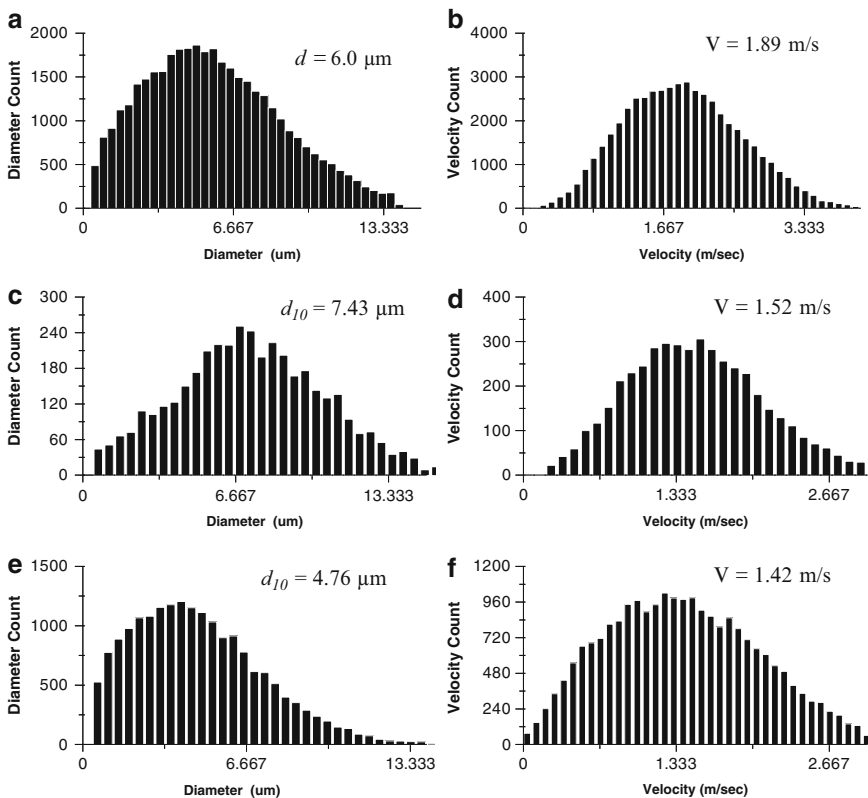 a
2000
1500
1000
500
0
Diameter Count
d = 6.0 µm
0 6.667 13.333
Diameter (um)
b
4000
3000
2000
1000
0
Velocity Count
V = 1.89 m/s
0 1.667 3.333
Velocity (m/sec)
c
300
240
180
120
60
0
Diameter Count
d10 = 7.43 µm
0 6.667 13.333
Diameter (um)
d
400
300
200
100
0
Velocity Count
V = 1.52 m/s
0 1.333 2.667
Velocity (m/sec)
e
1500
1000
500
0
Diameter Count
d10 = 4.76 µm
0 6.667 13.333
Diameter (um)
f
1200
960
720
480
240
0
Velocity Count
V = 1.42 m/s
0 1.333 2.667
Velocity (m/sec)